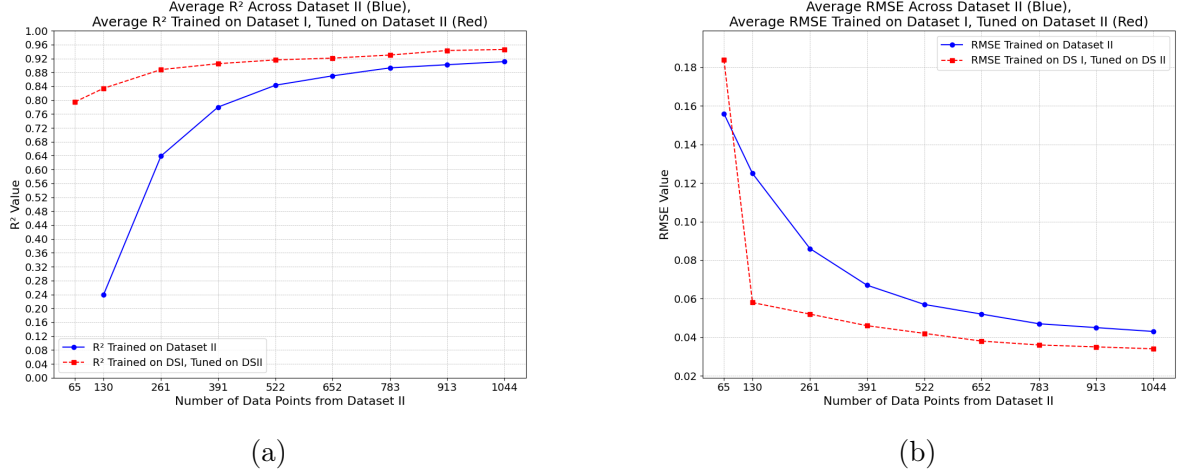 Average R² Across Dataset II (Blue),
Average R² Trained on Dataset I, Tuned on Dataset II (Red)
1.00
0.96
0.92
0.88
0.84
0.80
0.76
0.72
0.68
0.64
0.60
0.56
0.52
0.48
0.44
0.40
0.36
0.32
0.28
0.24
0.20
0.16
0.12
0.08
0.04
0.00
R² Value
R² Trained on Dataset II
R² Trained on DSI, Tuned on DSII
65 130 261 391 522 652 783 913 1044
Number of Data Points from Dataset II
(a)
Average RMSE Across Dataset II (Blue),
Average RMSE Trained on Dataset I, Tuned on Dataset II (Red)
RMSE Trained on Dataset II
RMSE Trained on DS I, Tuned on DS II
0.18
0.16
0.14
0.12
0.10
0.08
0.06
0.04
0.02
RMSE Value
65 130 261 391 522 652 783 913 1044
Number of Data Points from Dataset II
(b)